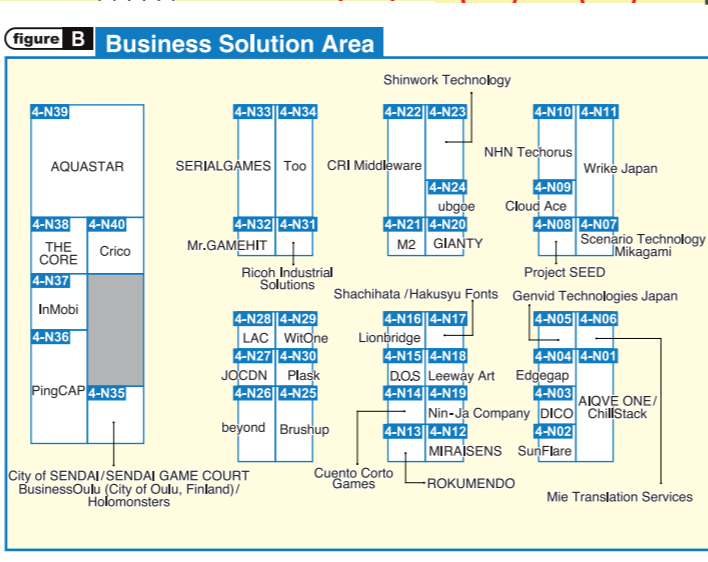 figure B Business Solution Area
Shinwork Technology
4-N39
AQUASTAR
4-N38 4-N40
THE
CORE
Crico
4-N37
InMobi
4-N36
PingCAP
4-N35
City of SENDAI/SENDAI GAME COURT
BusinessOulu (City of Oulu, Finland)/
Holomonsters
4-N33 4-N34
SERIALGAMES Too
4-N32 4-N31
Mr.GAMEHIT
Ricoh Industrial
Solutions
4-N28 4-N29
LAC WitOne
4-N27 4-N30
JOCDN Plask
4-N26 4-N25
beyond Brushup
4-N22 4-N23
CRI Middleware
4-N24
ubgoe
4-N21 4-N20
M2 GIANTY
Shachihata /Hakusyu Fonts
4-N16 4-N17
Lionbridge
4-N15 4-N18
D.O.S Leeway Art
4-N14 4-N19
Nin-Ja Company
4-N13 4-N12
MIRAISENS
Cuento Corto
Games
ROKUMENDO
4-N10 4-N11
NHN Techorus
Wrike Japan
4-N09
Cloud Ace
4-N08 4-N07
Scenario Technology
Mikagami
Project SEED
Genvid Technologies Japan
4-N05 4-N06
4-N04 4-N01
Edgegap
4-N03
DICO
AIQVE ONE/
ChillStack
4-N02
SunFlare
Mie Translation Services